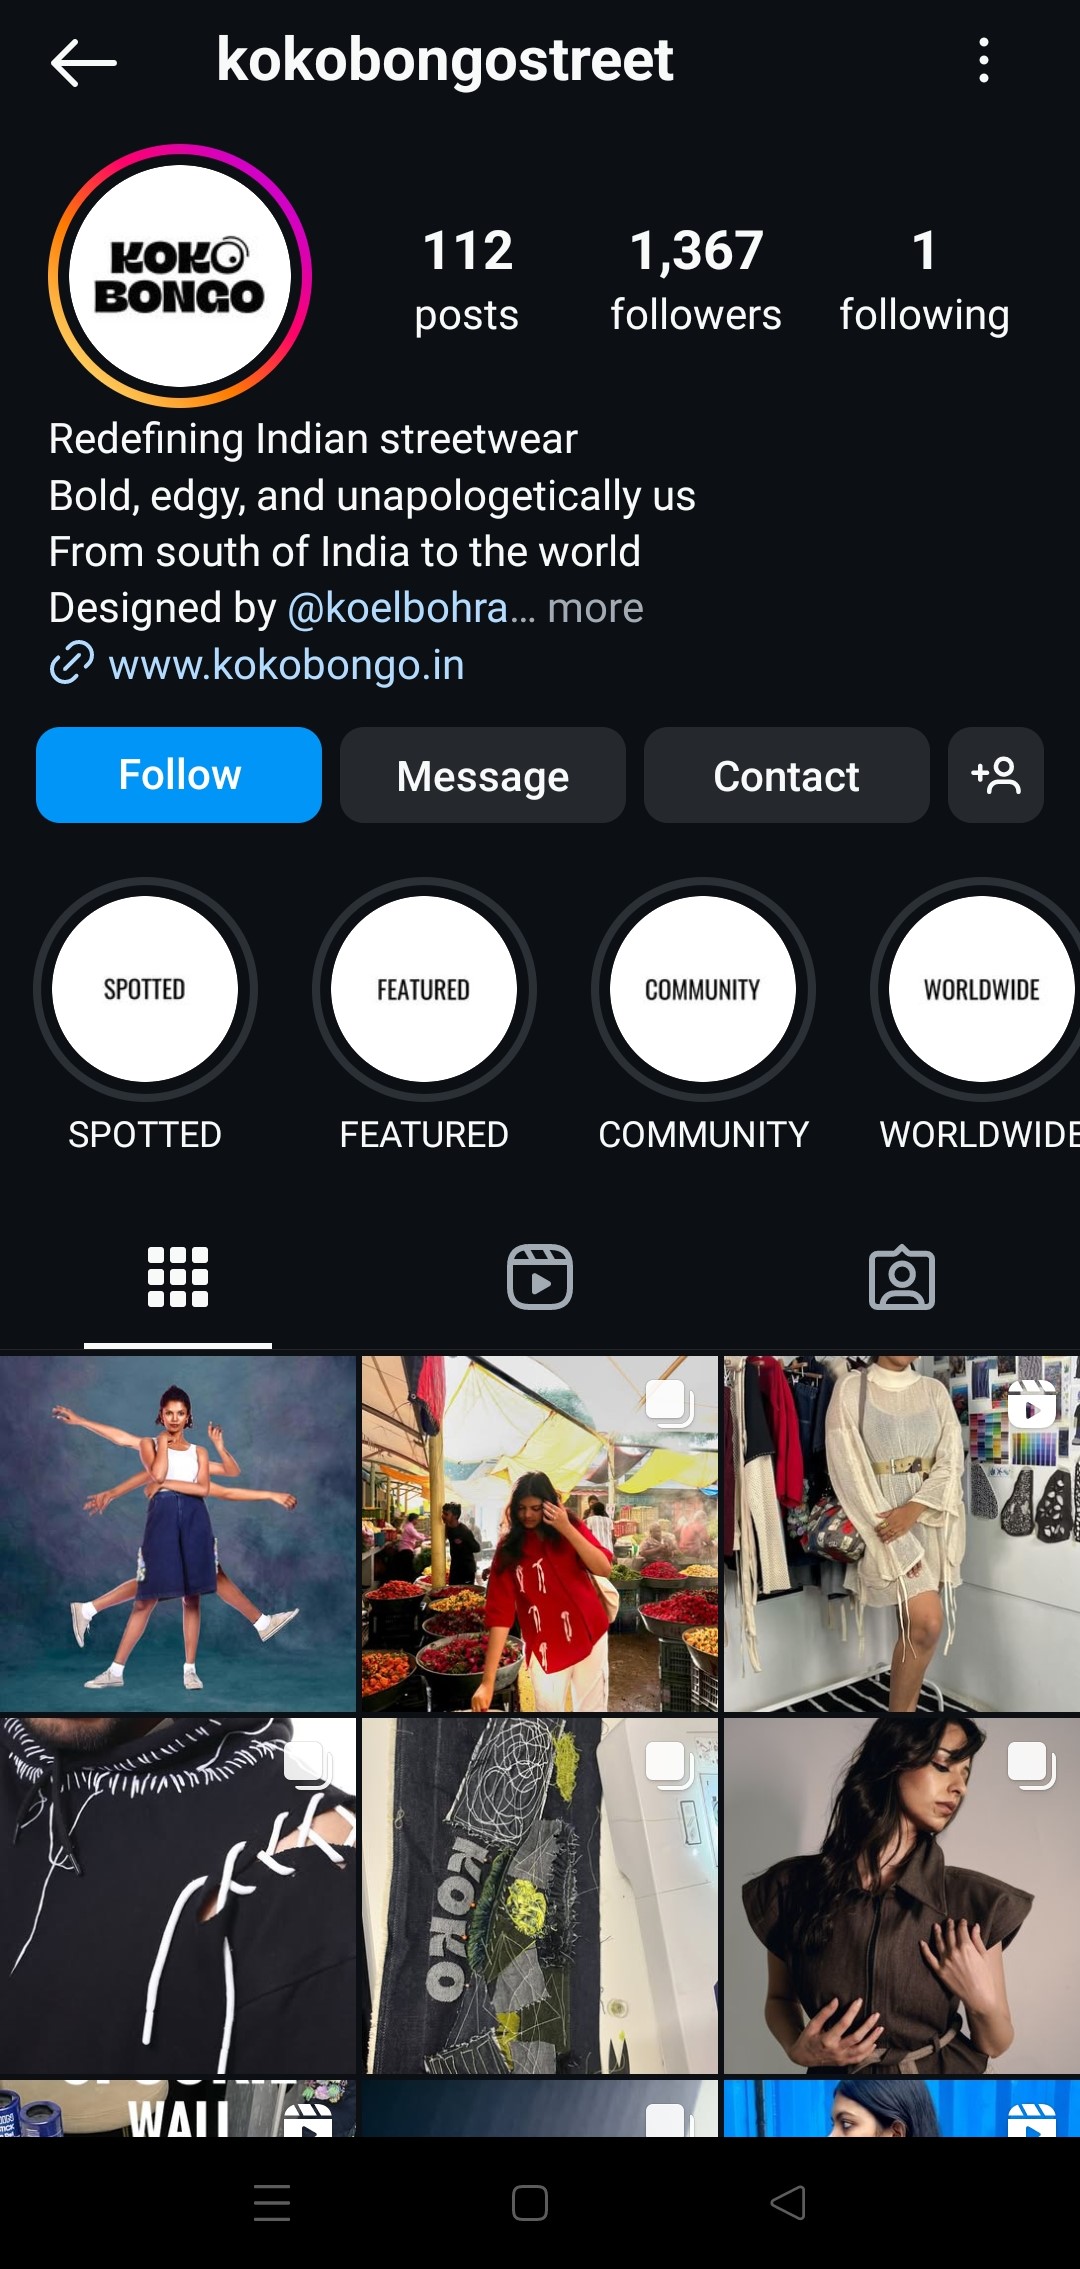 kokobongostreet
KOKO
BONGO
112
posts
1,367
followers
1
following
Redefining Indian streetwear
Bold, edgy, and unapologetically us
From south of India to the world
Designed by @koelbohra... more
www.kokobongo.in
Follow
Message
Contact
SPOTTED
FEATURED
COMMUNITY
WORLDWIDE
SPOTTED
FEATURED
COMMUNITY
WORLDWIDE
KOKO
WALL